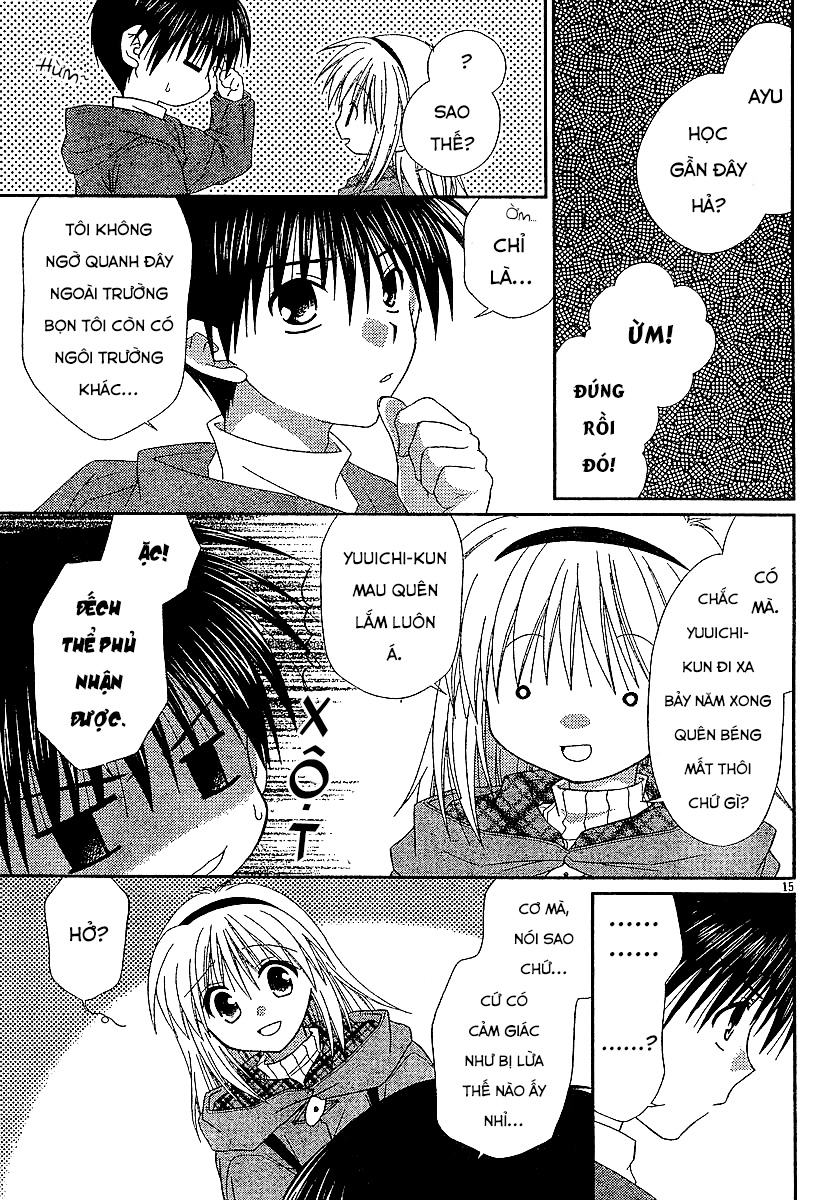 AYU
HỌC
GẦN ĐÂY
HẢ?
ỪM!
ĐÚNG
RỒI
ĐÓ!
?
SAO
THẾ?
Hừm~
Ờm...
CHỈ
LÀ...
TÔI KHÔNG
NGỜ QUANH ĐÂY
NGOÀI TRƯỜNG
BỌN TÔI CÒN CÓ
NGÔI TRƯỜNG
KHÁC...
CÓ
MÀ.
CHẮC
YUUICHI-
KUN ĐI XA
BẢY NĂM XONG
QUÊN BÉNG
MẤT THÔI
CHỨ GÌ?
YUUICHI-KUN
MAU QUÊN
LẮM LUÔN
Á.
XỘT
ẶC!
ĐẾCH
THỂ PHỦ
NHẬN
ĐƯỢC.
15
......
......
......?
CƠ MÀ,
NÓI SAO
CHỨ...
CỨ CÓ
CẢM GIÁC
NHƯ BỊ LỪA
THẾ NÀO ẤY
NHỈ...
HỞ?